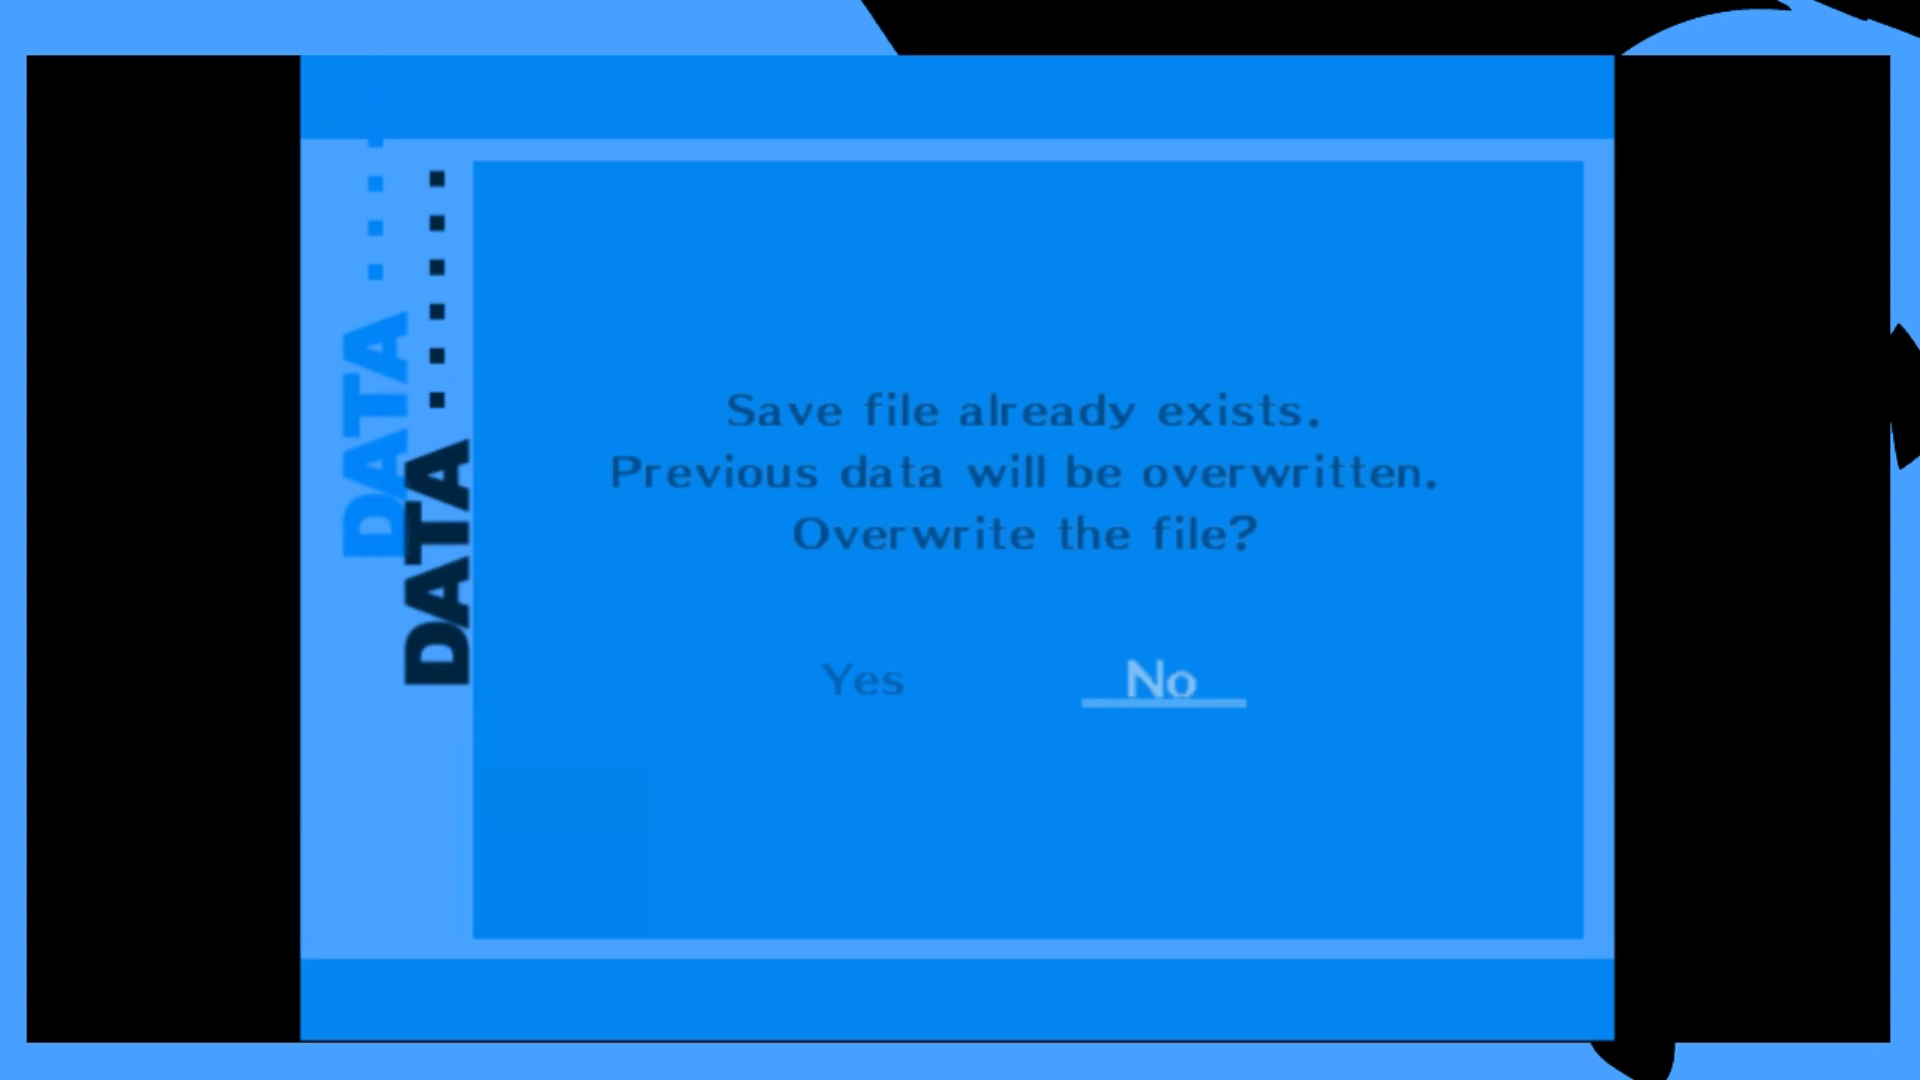 DATA
DATA
Save file already exists.
Previous data will be overwritten.
Overwrite the file?
Yes No